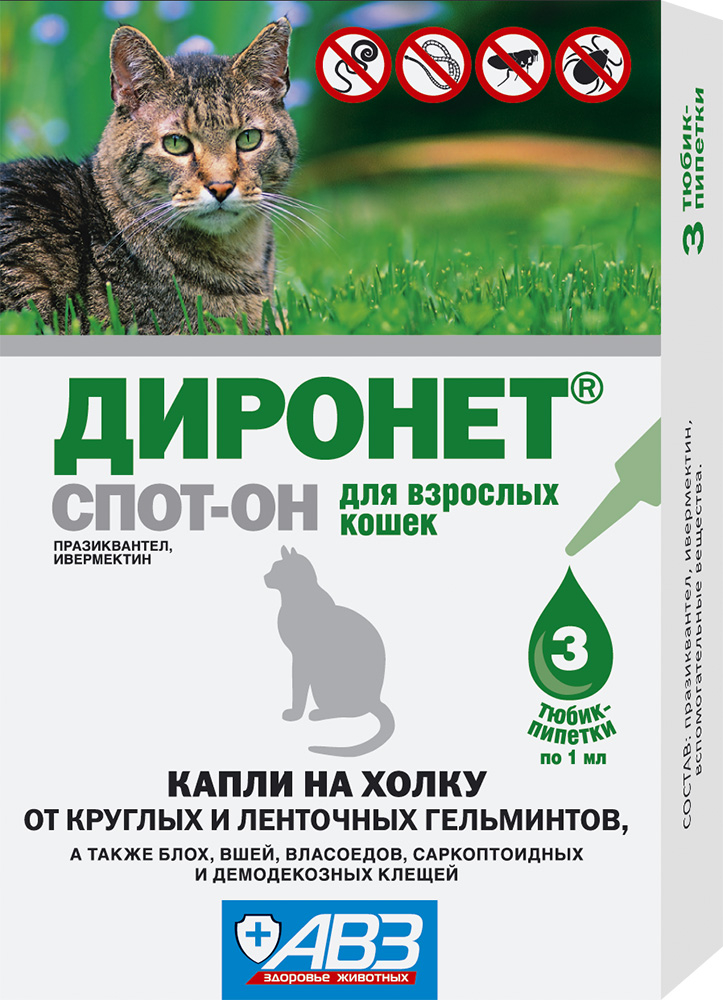 ДИРОНЕТ®
СПОТ-ОН
для взрослых
кошек
ПРАЗИКВАНТЕЛ,
ИВЕРМЕКТИН
3
ТЮБИК-
ПИПЕТКИ
по 1 мл
КАПЛИ НА ХОЛКУ
ОТ КРУГЛЫХ И ЛЕНТОЧНЫХ ГЕЛЬМИНТОВ,
А ТАКЖЕ БЛОХ, ВШЕЙ, ВЛАСОЕДОВ, САРКОПТОИДНЫХ
И ДЕМОДЕКОЗНЫХ КЛЕЩЕЙ
АВЗ
ЗДОРОВЬЕ ЖИВОТНЫХ
3 ТЮБИК-
ПИПЕТКИ
СОСТАВ: празиквантел, ивермектин,
вспомогательные вещества.